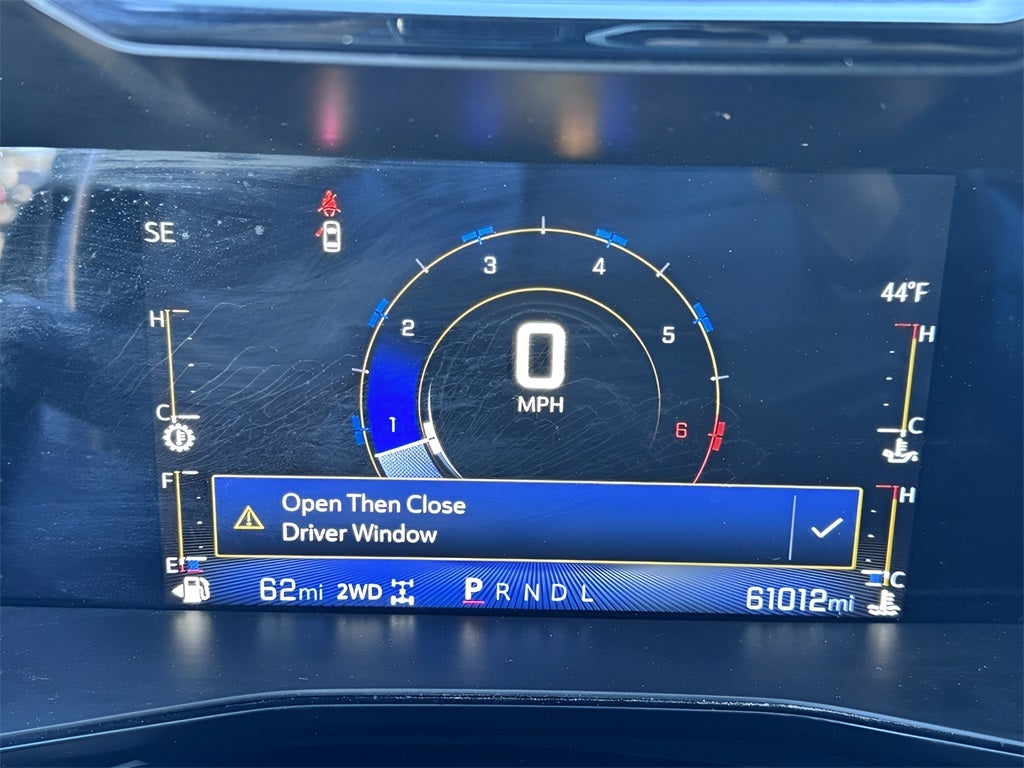 SE
3
4
44°F
H
2
0
5
H
MPH
C
1
6
C
F
H
Open Then Close
Driver Window
E
C
62mi 2WD
P R N D L
61012mi